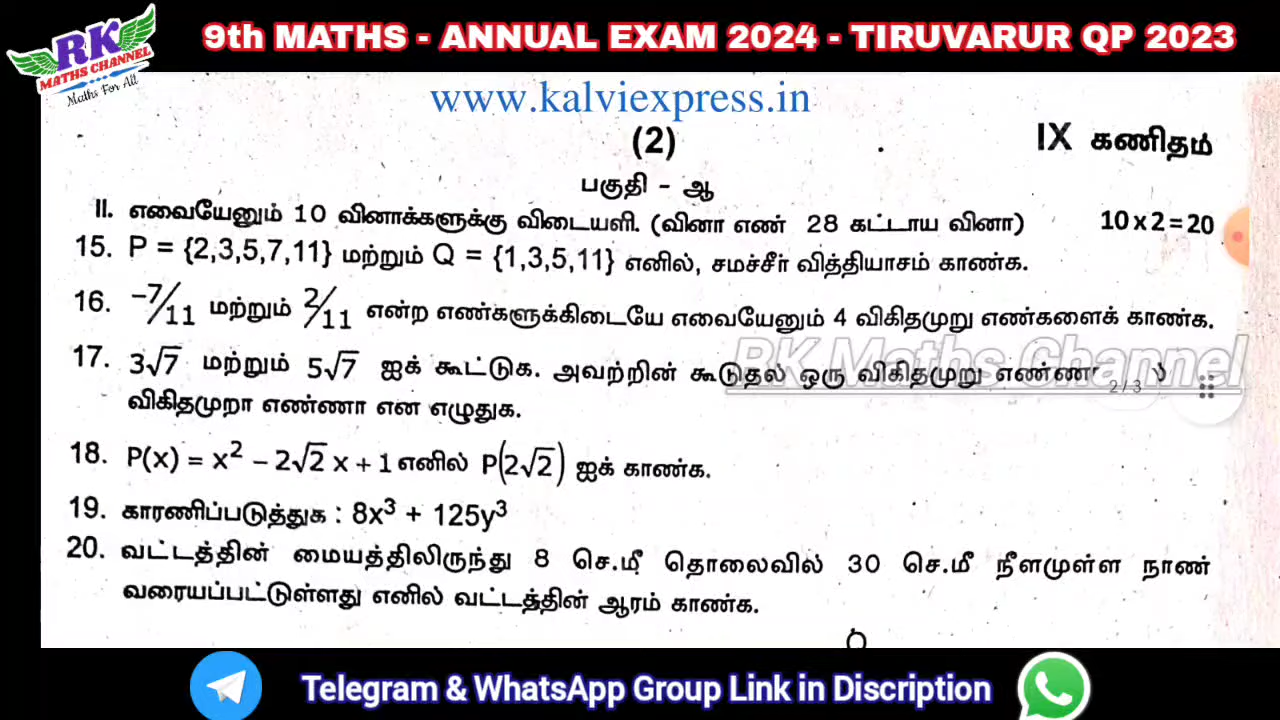 RK
MATHS CHANNEL
Maths For All
9th MATHS - ANNUAL EXAM 2024 - TIRUVARUR QP 2023
www.kalviexpress.in
(2)
IX கணிதம்
பகுதி - ஆ
II. எவையேனும் 10 வினாக்களுக்கு விடையளி. (வினா எண் 28 கட்டாய வினா) 10 x 2 = 20
15. P = {2,3,5,7,11} மற்றும் Q = {1,3,5,11} எனில், சமச்சீர் வித்தியாசம் காண்க.
16. -7/11 மற்றும் 2/11 என்ற எண்களுக்கிடையே எவையேனும் 4 விகிதமுறு எண்களைக் காண்க.
RK Maths Channel
17. 3√7 மற்றும் 5√7 ஐக் கூட்டுக. அவற்றின் கூடுதல் ஒரு விகிதமுறு
2 / 3
விகிதமுறா எண்ணா என எழுதுக.
18. P(x) = x² − 2√2 x + 1 எனில் P(2√2) ஐக் காண்க.
19. காரணிப்படுத்துக : 8x³ + 125y³
20. வட்டத்தின் மையத்திலிருந்து 8 செ.மீ தொலைவில் 30 செ.மீ நீளமுள்ள நாண்
வரையப்பட்டுள்ளது எனில் வட்டத்தின் ஆரம் காண்க.
Telegram & WhatsApp Group Link in Discription